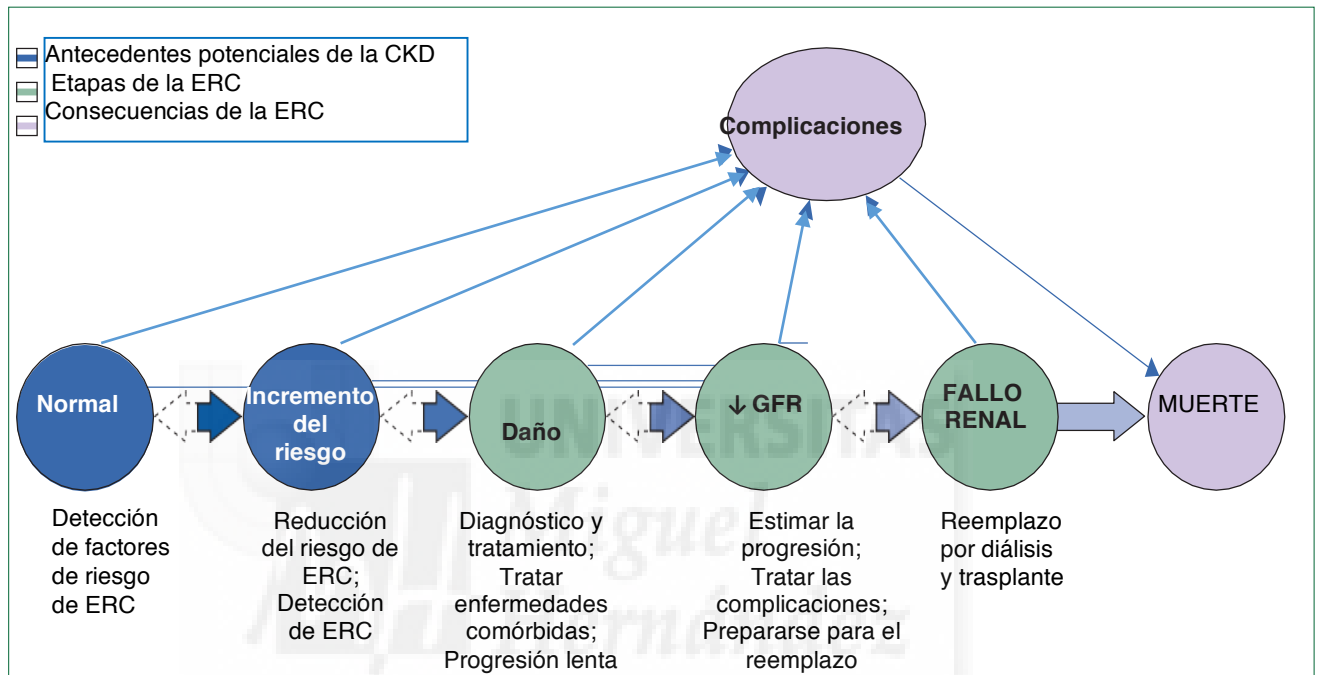 Antecedentes potenciales de la CKD
Etapas de la ERC
Consecuencias de la ERC
Complicaciones
Normal
Incremento
del
riesgo
Daño
↓ GFR
FALLO
RENAL
MUERTE
Detección
de factores
de riesgo
de ERC
Reducción
del riesgo de
ERC;
Detección
de ERC
Diagnóstico y
tratamiento;
Tratar
enfermedades
comórbidas;
Progresión lenta
Estimar la
progresión;
Tratar las
complicaciones;
Prepararse para el
reemplazo
Reemplazo
por diálisis
y trasplante
UNIVERSITAS
Miguel
Hernández